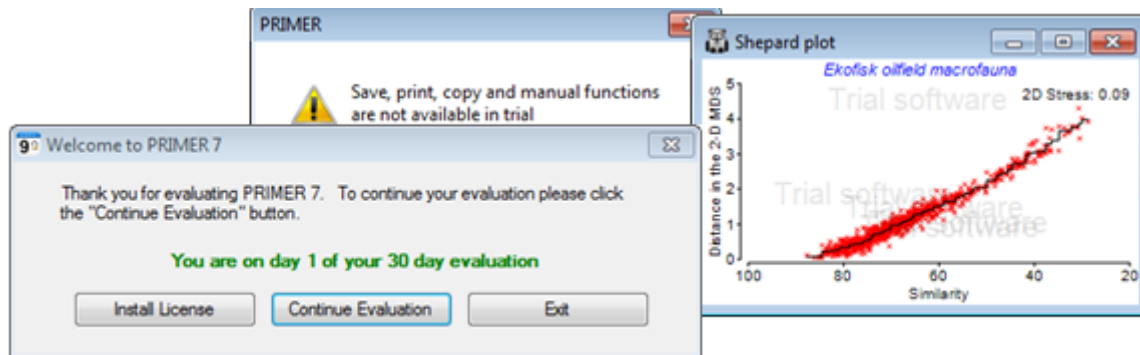 PRIMER
Save, print, copy and manual functions
are not available in trial
Welcome to PRIMER 7
Thank you for evaluating PRIMER 7. To continue your evaluation please click
the "Continue Evaluation" button.
You are on day 1 of your 30 day evaluation
Install License
Continue Evaluation
Exit
Shepard plot
Ekofisk oilfield macrofauna
Trial software
2D Stress: 0.09
Distance in the 2-D MDS
5
4
3
2
1
0
Trial software
Trial software
Trial software
100
80
60
40
20
Similarity